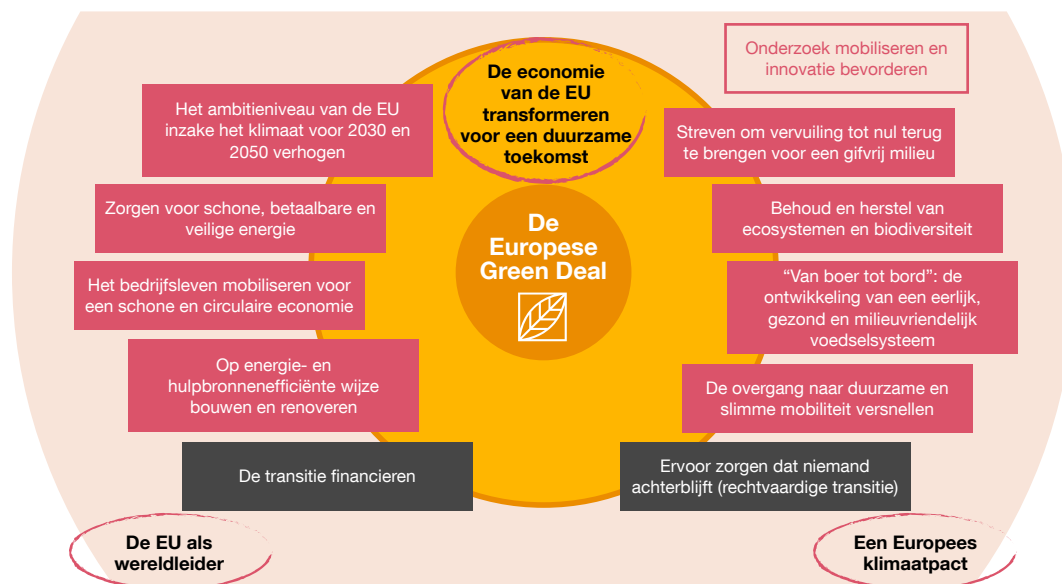 De economie
van de EU
transformeren
voor een duurzame
toekomst
Onderzoek mobiliseren en
innovatie bevorderen
Het ambitieniveau van de EU
inzake het klimaat voor 2030 en
2050 verhogen
Streven om vervuiling tot nul terug
te brengen voor een gifvrij milieu
Zorgen voor schone, betaalbare en
veilige energie
De
Europese
Green Deal
Behoud en herstel van
ecosystemen en biodiversiteit
Het bedrijfsleven mobiliseren voor
een schone en circulaire economie
“Van boer tot bord”: de
ontwikkeling van een eerlijk,
gezond en milieuvriendelijk
voedselsysteem
Op energie- en
hulpbronnenefficiënte wijze
bouwen en renoveren
De overgang naar duurzame en
slimme mobiliteit versnellen
De transitie financieren
Ervoor zorgen dat niemand
achterblijft (rechtvaardige transitie)
De EU als
wereldleider
Een Europees
klimaatpact